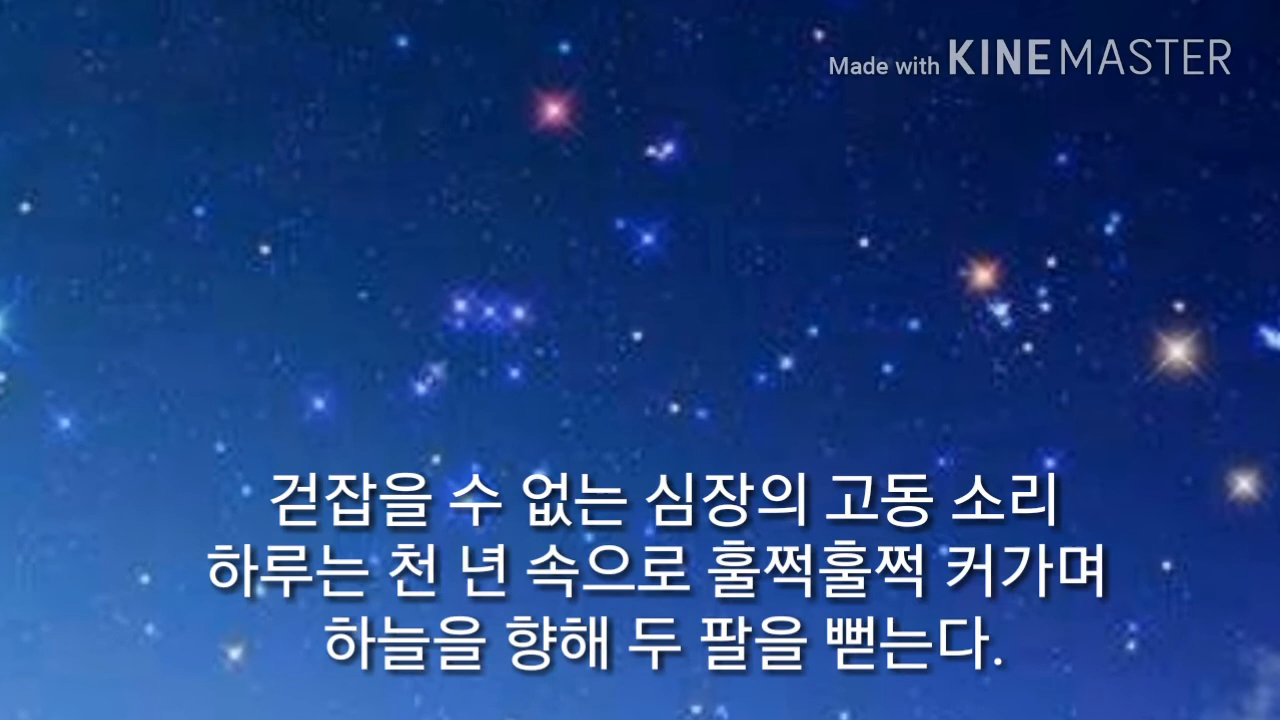 Made with KINEMASTER
걷잡을 수 없는 심장의 고동 소리
하루는 천 년 속으로 훌쩍훌쩍 커가며
하늘을 향해 두 팔을 뻗는다.